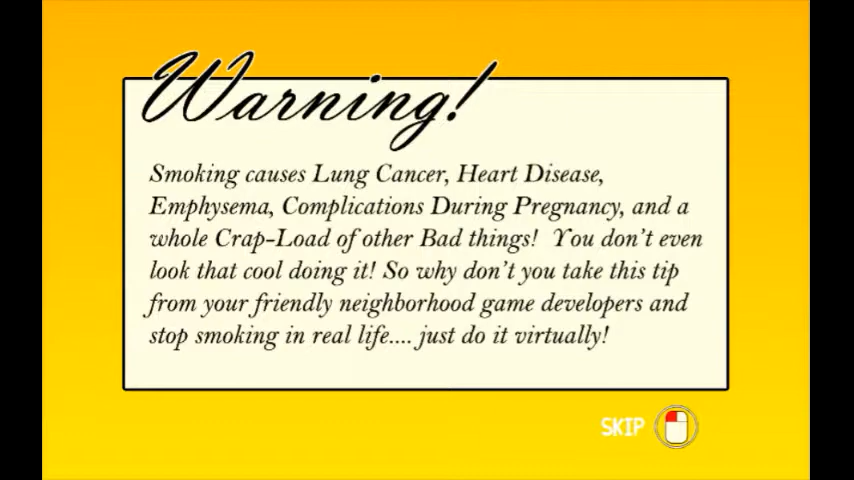 Warning!
Smoking causes Lung Cancer, Heart Disease,
Emphysema, Complications During Pregnancy, and a
whole Crap-Load of other Bad things!  You don't even
look that cool doing it! So why don't you take this tip
from your friendly neighborhood game developers and
stop smoking in real life.... just do it virtually!
SKIP